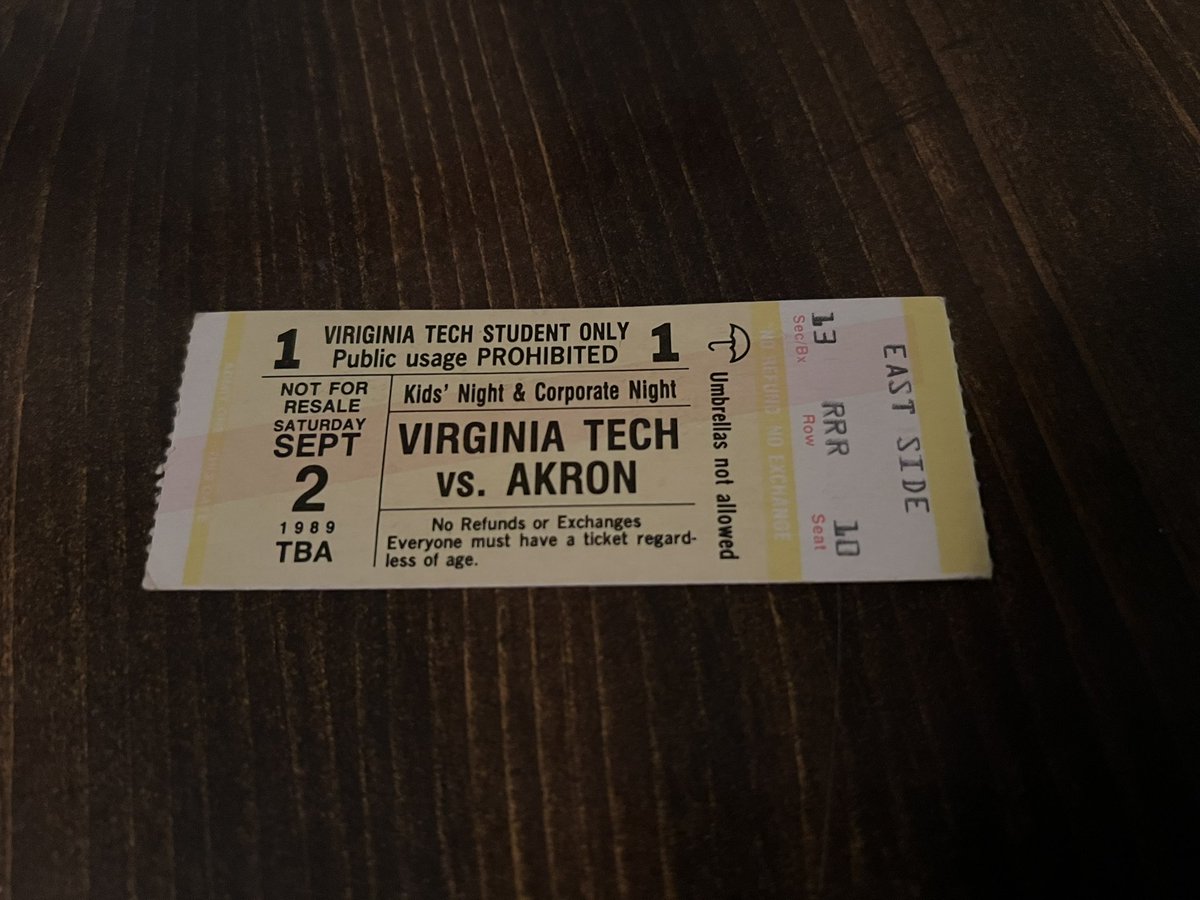 1 VIRIGINIA TECH STUDENT ONLY 1
Public usage PROHIBITED
NOT FOR
RESALE
SATURDAY
SEPT
2
1989
TBA
Kids' Night & Corporate Night
VIRGINIA TECH
vs. AKRON
No Refunds or Exchanges
Everyone must have a ticket regard-
less of age.
Umbrellas not allowed
NO REFUND NO EXCHANGE
13 RRR 10
Sec/Bx Row Seat
EAST SIDE